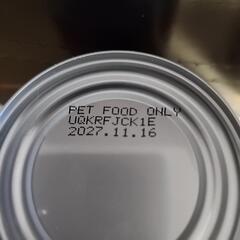 PET FOOD ONLY
UQKRFJCK1E
2027.11.16